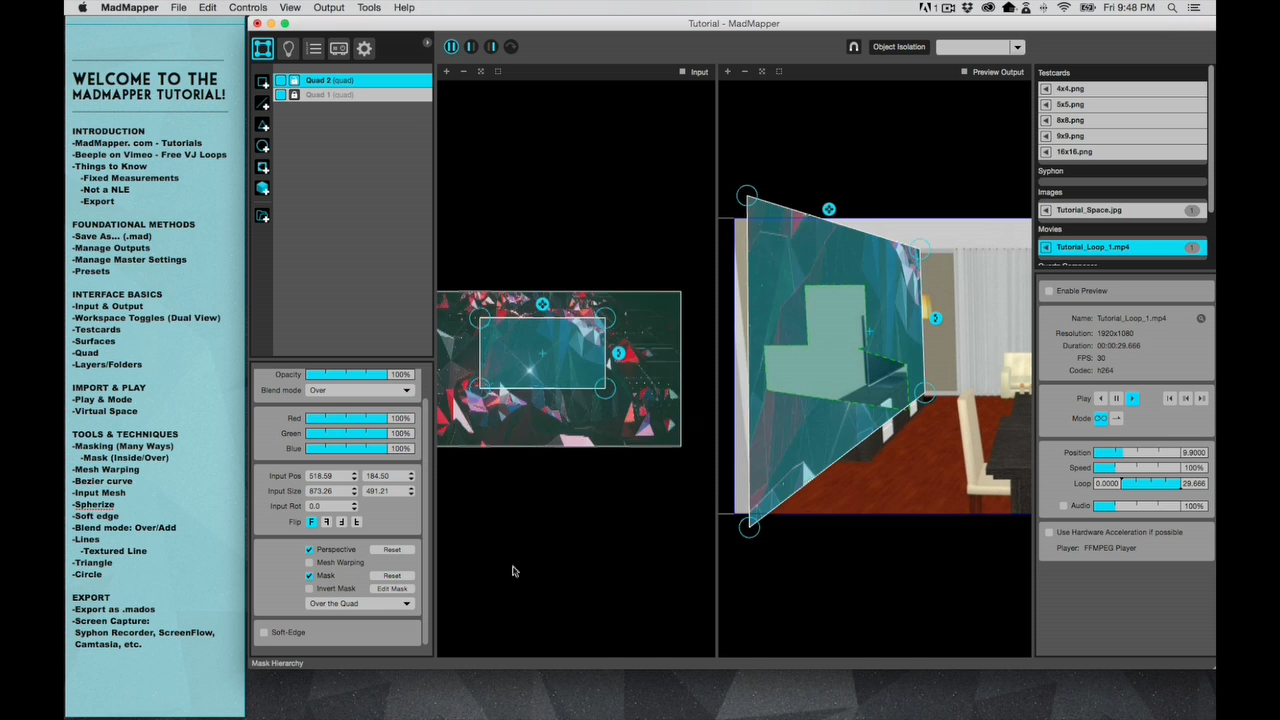 MadMapper File Edit Controls View Output Tools Help
1
Fri 9:48 PM
Tutorial - MadMapper
WELCOME TO THE
MADMAPPER TUTORIAL!
INTRODUCTION
-MadMapper. com - Tutorials
-Beeple on Vimeo - Free VJ Loops
-Things to Know
-Fixed Measurements
-Not a NLE
-Export
FOUNDATIONAL METHODS
-Save As... (.mad)
-Manage Outputs
-Manage Master Settings
-Presets
INTERFACE BASICS
-Input & Output
-Workspace Toggles (Dual View)
-Testcards
-Surfaces
-Quad
-Layers/Folders
IMPORT & PLAY
-Play & Mode
-Virtual Space
TOOLS & TECHNIQUES
-Masking (Many Ways)
-Mask (Inside/Over)
-Mesh Warping
-Bezier curve
-Input Mesh
-Spherize
-Soft edge
-Blend mode: Over/Add
-Lines
-Textured Line
-Triangle
-Circle
EXPORT
-Export as .mados
-Screen Capture:
Syphon Recorder, ScreenFlow,
Camtasia, etc.
Quad 2 (quad)
Quad 1 (quad)
Opacity 100%
Blend mode Over
Red 100%
Green 100%
Blue 100%
Input Pos 518.59 184.50
Input Size 873.26 491.21
Input Rot 0.0
Flip
Perspective Reset
Mesh Warping
Mask Reset
Invert Mask Edit Mask
Over the Quad
Soft-Edge
Mask Hierarchy
Input
Object Isolation
Preview Output
Testcards
4x4.png
5x5.png
8x8.png
9x9.png
16x16.png
Syphon
Images
Tutorial_Space.jpg 1
Movies
Tutorial_Loop_1.mp4 1
Enable Preview
Name: Tutorial_Loop_1.mp4
Resolution: 1920x1080
Duration: 00:00:29.666
FPS: 30
Codec: h264
Play
Mode
Position 9.9000
Speed 100%
Loop 0.0000 29.666
Audio 100%
Use Hardware Acceleration if possible
Player: FFMPEG Player